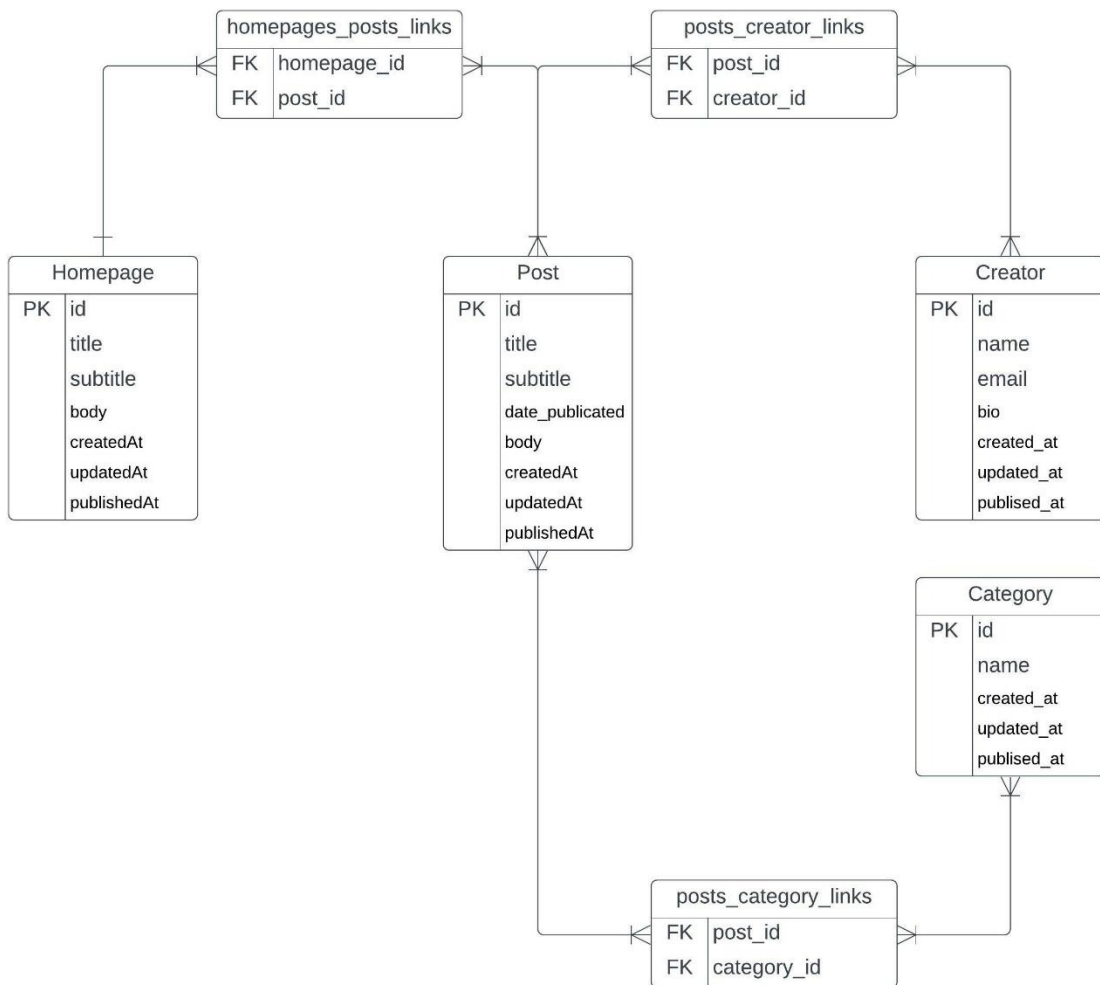 homepages_posts_links
FK homepage_id
FK post_id
posts_creator_links
FK post_id
FK creator_id
Homepage
PK id
title
subtitle
body
createdAt
updatedAt
publishedAt
Post
PK id
title
subtitle
date_publicated
body
createdAt
updatedAt
publishedAt
Creator
PK id
name
email
bio
created_at
updated_at
publised_at
Category
PK id
name
created_at
updated_at
publised_at
posts_category_links
FK post_id
FK category_id